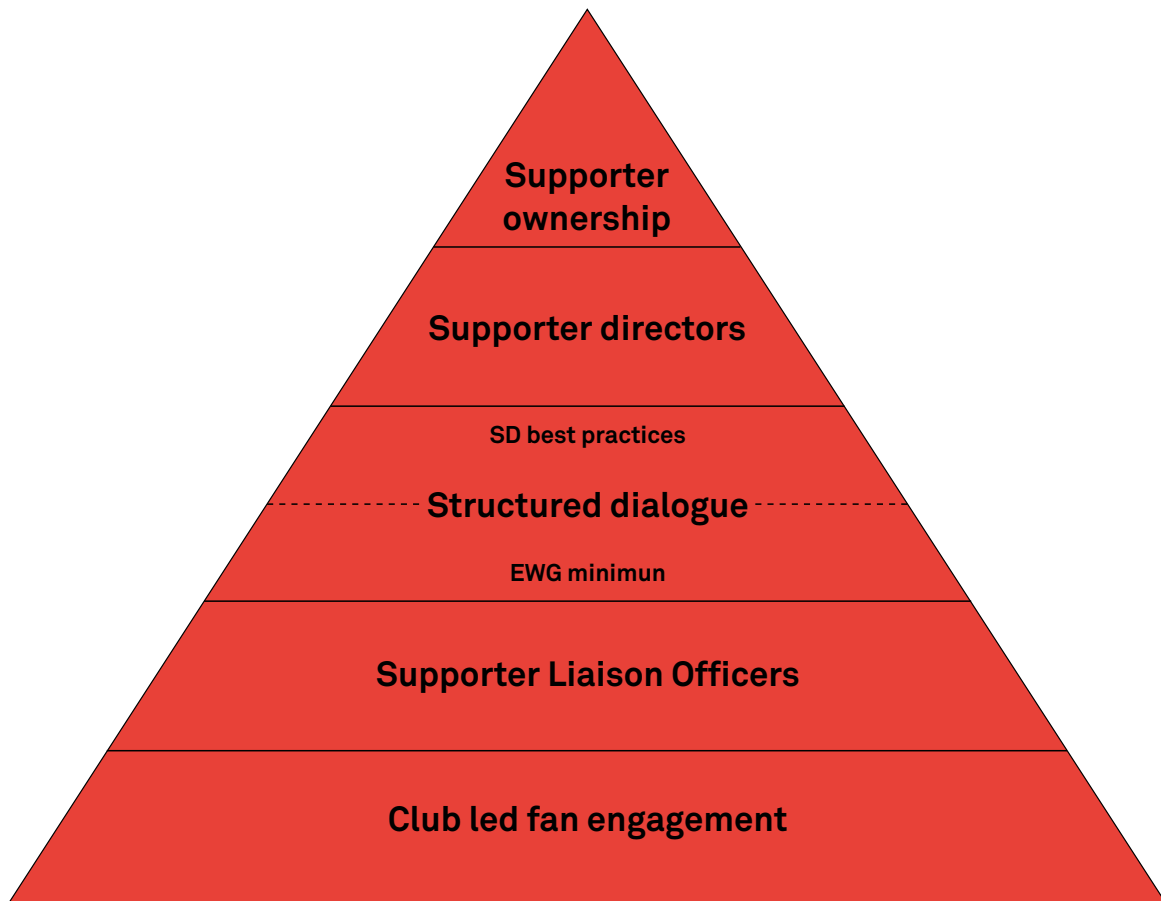 Supporter
ownership
Supporter directors
SD best practices
Structured dialogue
EWG minimun
Supporter Liaison Officers
Club led fan engagement